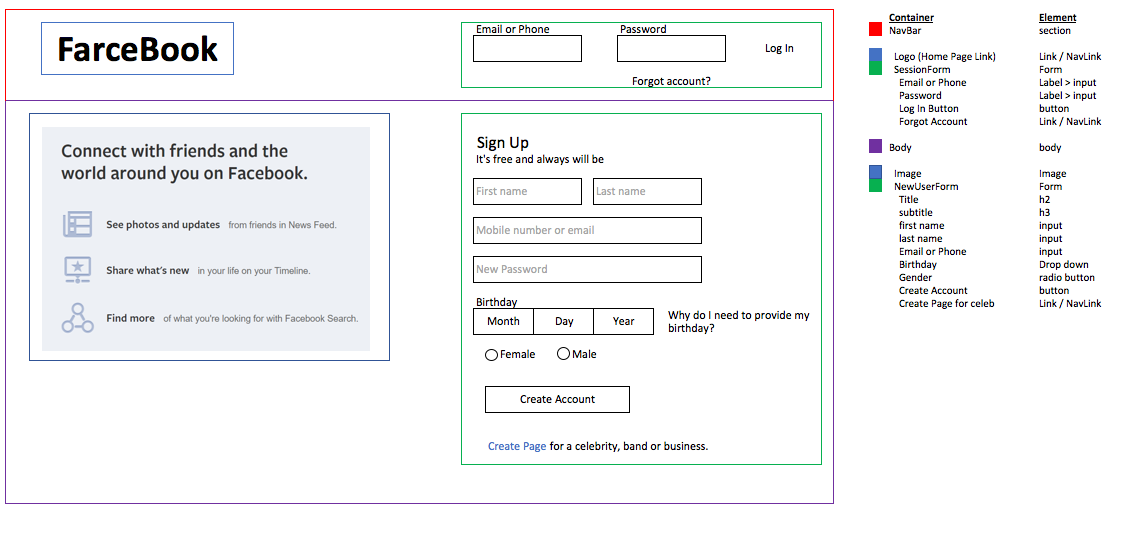 FarceBook
Email or Phone
Password
Log In
Forgot account?
Connect with friends and the
world around you on Facebook.
See photos and updates from friends in News Feed.
Share what's new in your life on your Timeline.
Find more of what you're looking for with Facebook Search.
Sign Up
It's free and always will be
First name
Last name
Mobile number or email
New Password
Birthday
Month Day Year
Why do I need to provide my
birthday?
Female Male
Create Account
Create Page for a celebrity, band or business.
Container Element
NavBar section
Logo (Home Page Link) Link / NavLink
SessionForm Form
Email or Phone Label > input
Password Label > input
Log In Button button
Forgot Account Link / NavLink
Body body
Image Image
NewUserForm Form
Title h2
subtitle h3
first name input
last name input
Email or Phone input
Birthday Drop down
Gender radio button
Create Account button
Create Page for celeb Link / NavLink